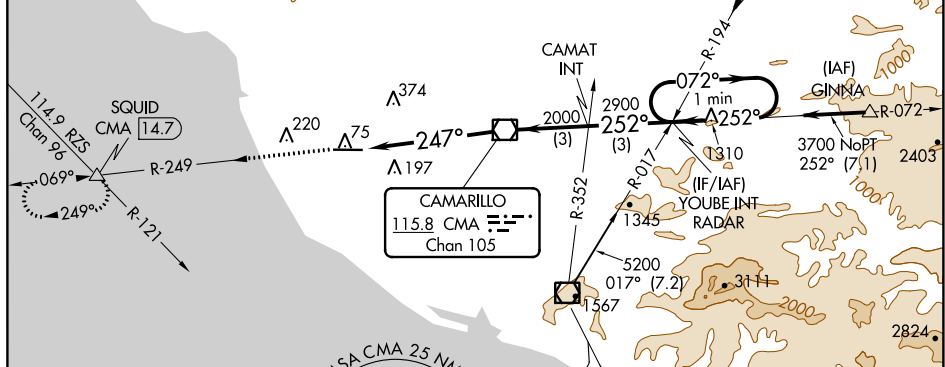 R-194
1000
CAMAT
INT
(IAF)
GINNA
374
072°
1 min
SQUID
CMA 14.7
114.9 RZS
Chan 96
2900
2000
(3)
252°
(3)
252°
R-072
220
75
247°
3700 NoPT
252° (7.1)
2403
R-249
197
1310
069°
249°
R-017
(IF/IAF)
YOUBE INT
RADAR
1000
R-352
CAMARILLO
115.8 CMA
Chan 105
1345
R-121
5200
017° (7.2)
3111
1567
2000
2824
SA CMA 25 NM